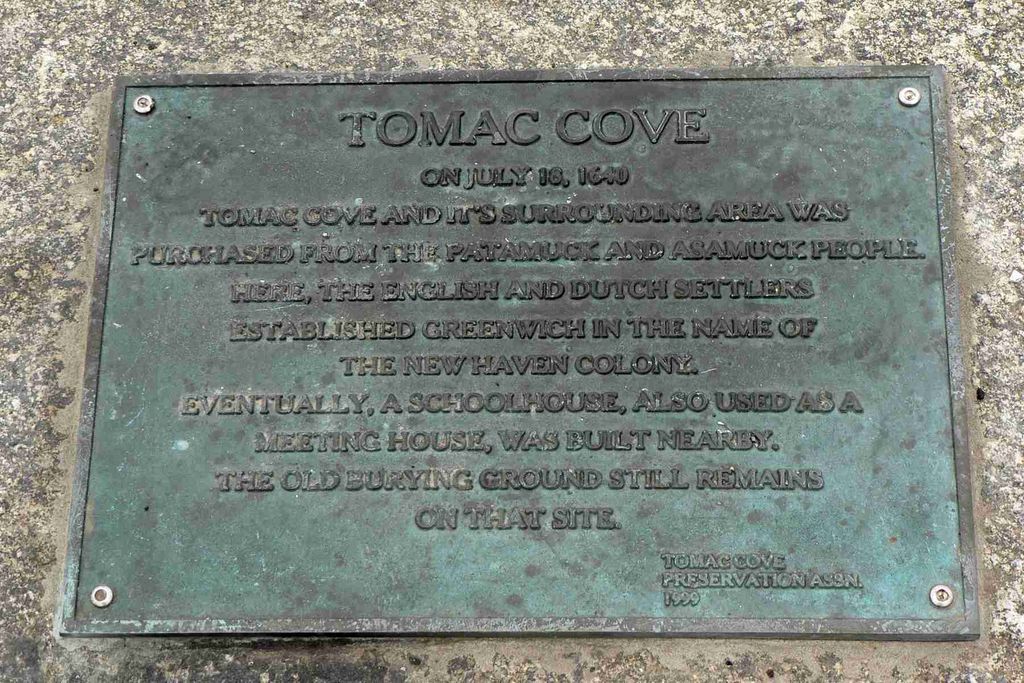 TOMAC COVE
ON JULY 18, 1640
TOMAC COVE AND IT'S SURROUNDING AREA WAS
PURCHASED FROM THE PATAMUCK AND ASAMUCK PEOPLE.
HERE, THE ENGLISH AND DUTCH SETTLERS
ESTABLISHED GREENWICH IN THE NAME OF
THE NEW HAVEN COLONY.
EVENTUALLY, A SCHOOLHOUSE, ALSO USED AS A
MEETING HOUSE, WAS BUILT NEARBY.
THE OLD BURYING GROUND STILL REMAINS
ON THAT SITE.
TOMAC COVE
PRESERVATION ASSN.
1999